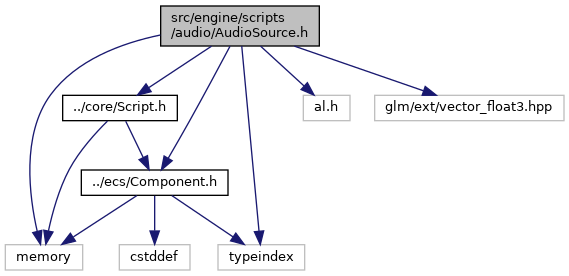 src/engine/scripts
/audio/AudioSource.h
../core/Script.h
al.h
glm/ext/vector_float3.hpp
../ecs/Component.h
memory
cstddef
typeindex